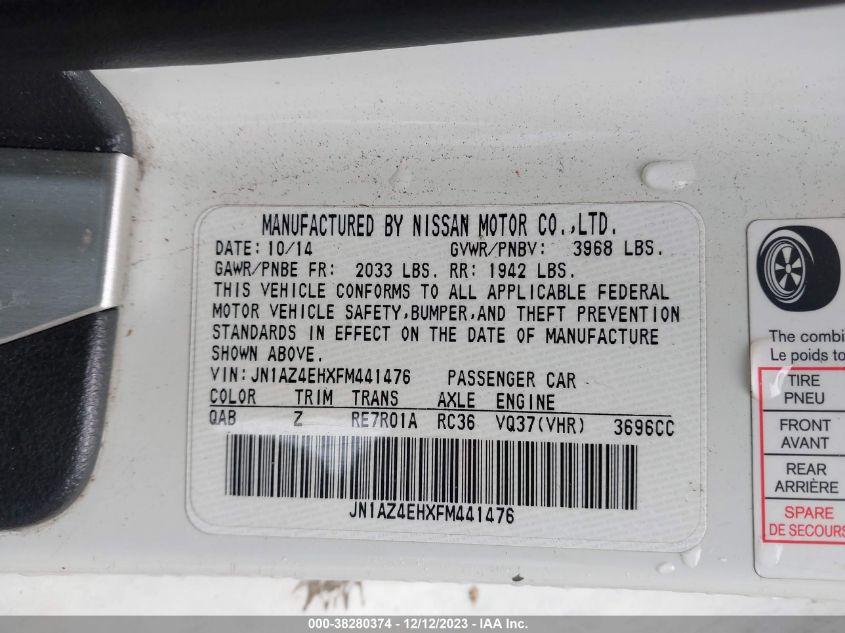 MANUFACTURED BY NISSAN MOTOR CO.,LTD.
DATE: 10/14 GVWR/PNBV: 3968 LBS.
GAWR/PNBE FR: 2033 LBS. RR: 1942 LBS.
THIS VEHICLE CONFORMS TO ALL APPLICABLE FEDERAL
MOTOR VEHICLE SAFETY,BUMPER,AND THEFT PREVENTION
STANDARDS IN EFFECT ON THE DATE OF MANUFACTURE
SHOWN ABOVE.
VIN:JN1AZ4EHXFM441476 PASSENGER CAR
COLOR TRIM TRANS AXLE ENGINE
QAB Z RE7R01A RC36 VQ37(VHR) 3696CC
JN1AZ4EHXFM441476
The combi
Le poids to
TIRE
PNEU
FRONT
AVANT
REAR
ARRIÈRE
SPARE
DE SECOURS
000-38280374 - 12/12/2023 - IAA Inc.